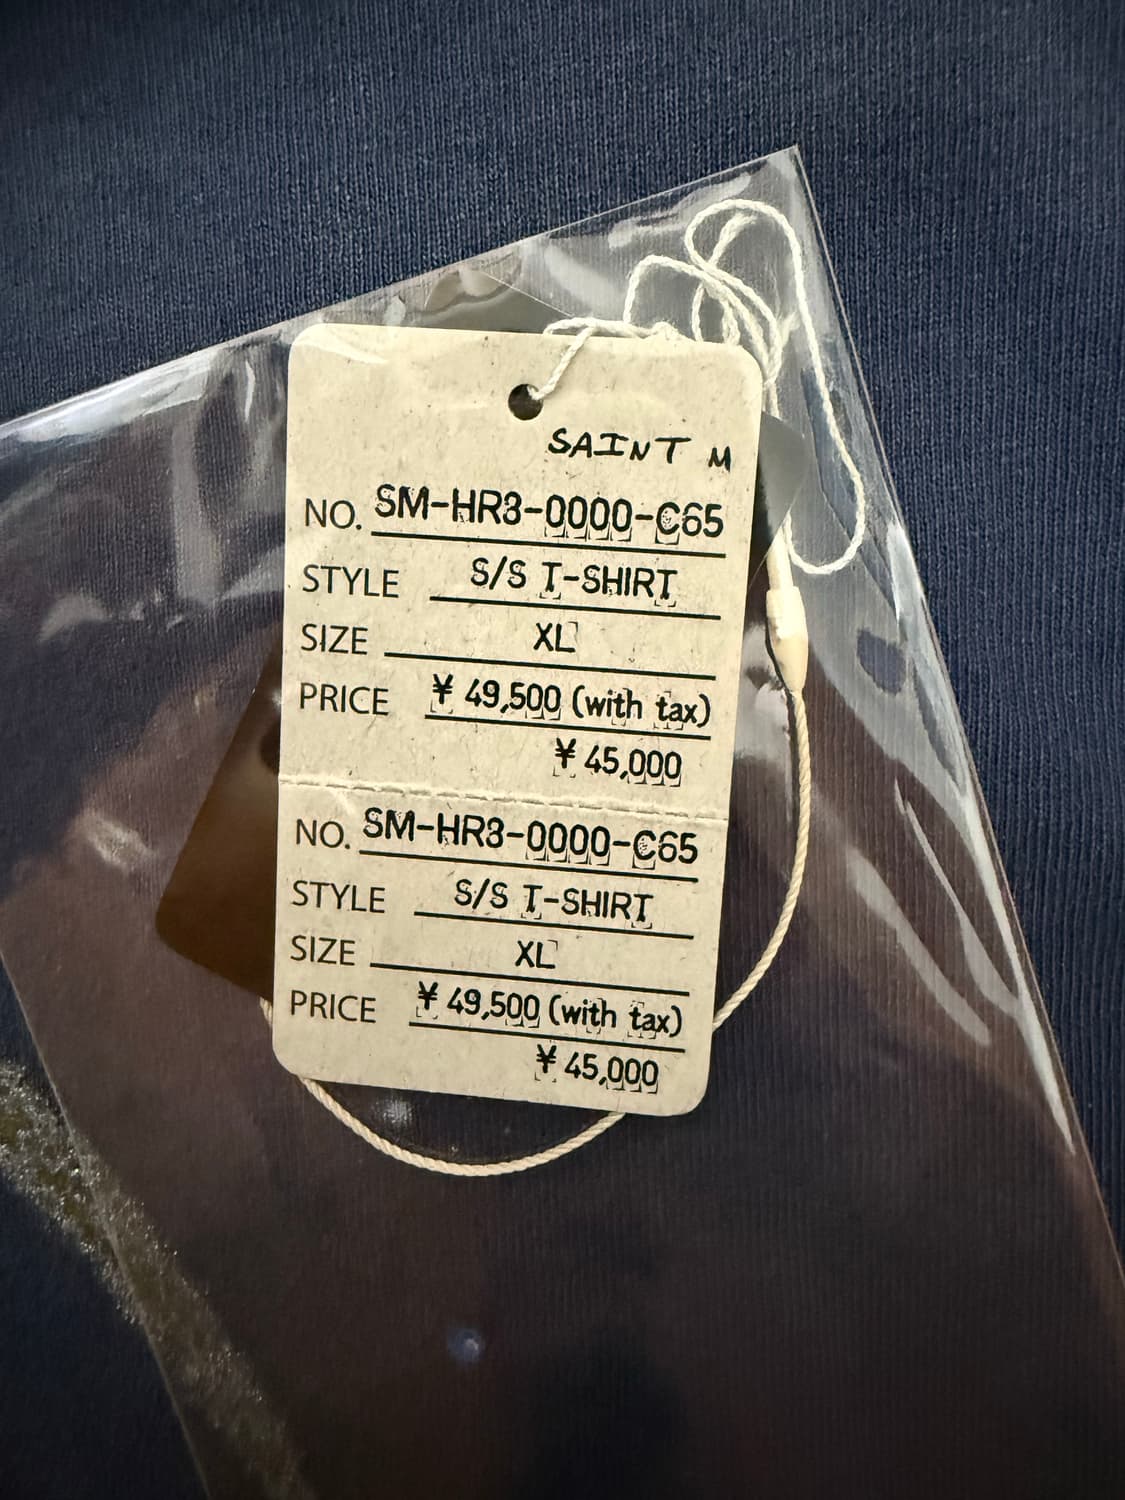 SAINT M
NO. SM-HR3-0000-C65
STYLE S/S T-SHIRT
SIZE XL
PRICE ¥ 49,500 (with tax)
¥ 45,000
NO. SM-HR3-0000-C65
STYLE S/S T-SHIRT
SIZE XL
PRICE ¥ 49,500 (with tax)
¥ 45,000